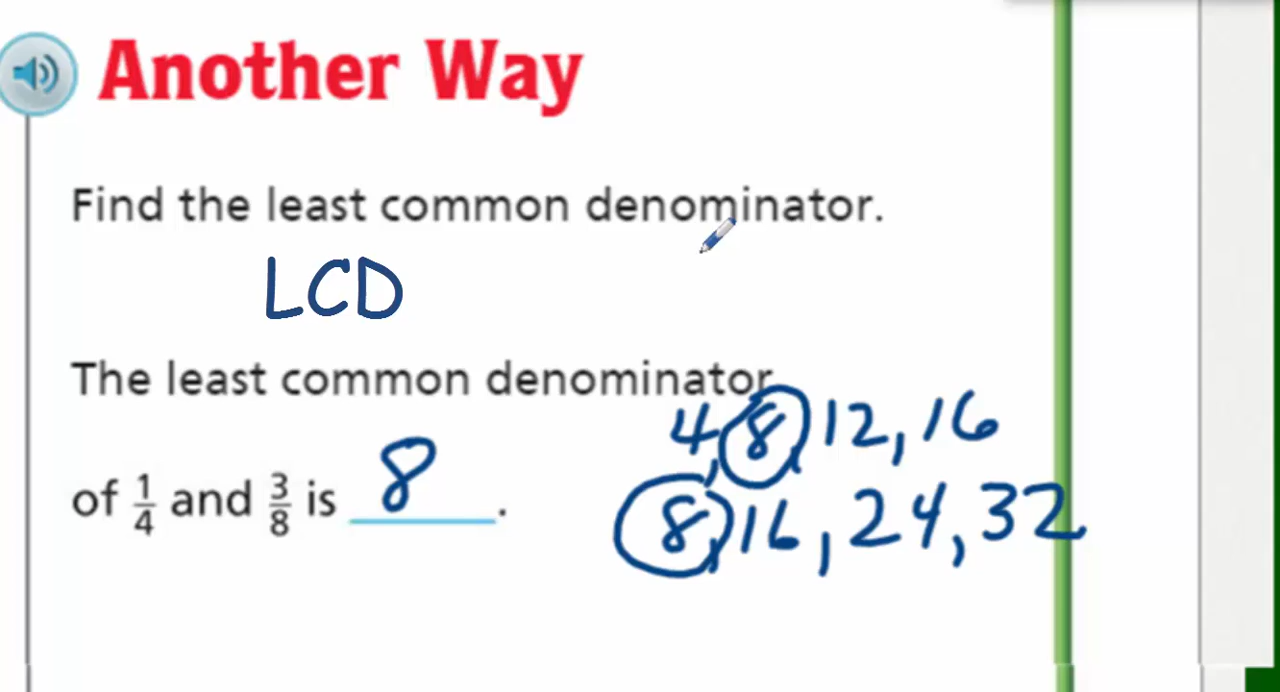 Another Way
Find the least common denominator.
LCD
The least common denominator
of 1/4 and 3/8 is 8.
4, 8, 12, 16
8, 16, 24, 32